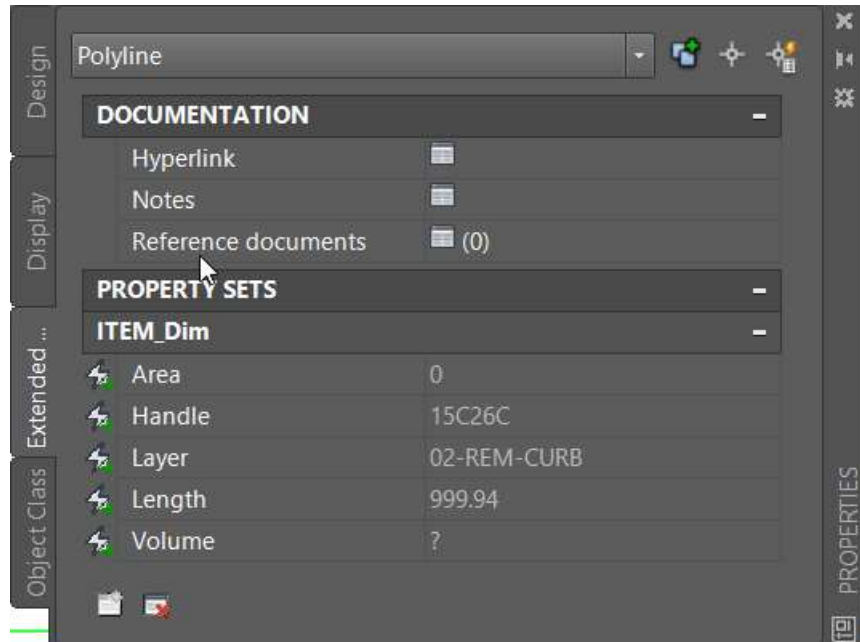 Polyline
DOCUMENTATION
Hyperlink
Notes
Reference documents (0)
PROPERTY SETS
ITEM_Dim
Area 0
Handle 15C26C
Layer 02-REM-CURB
Length 999.94
Volume ?
Design
Display
Extended ...
Object Class
PROPERTIES